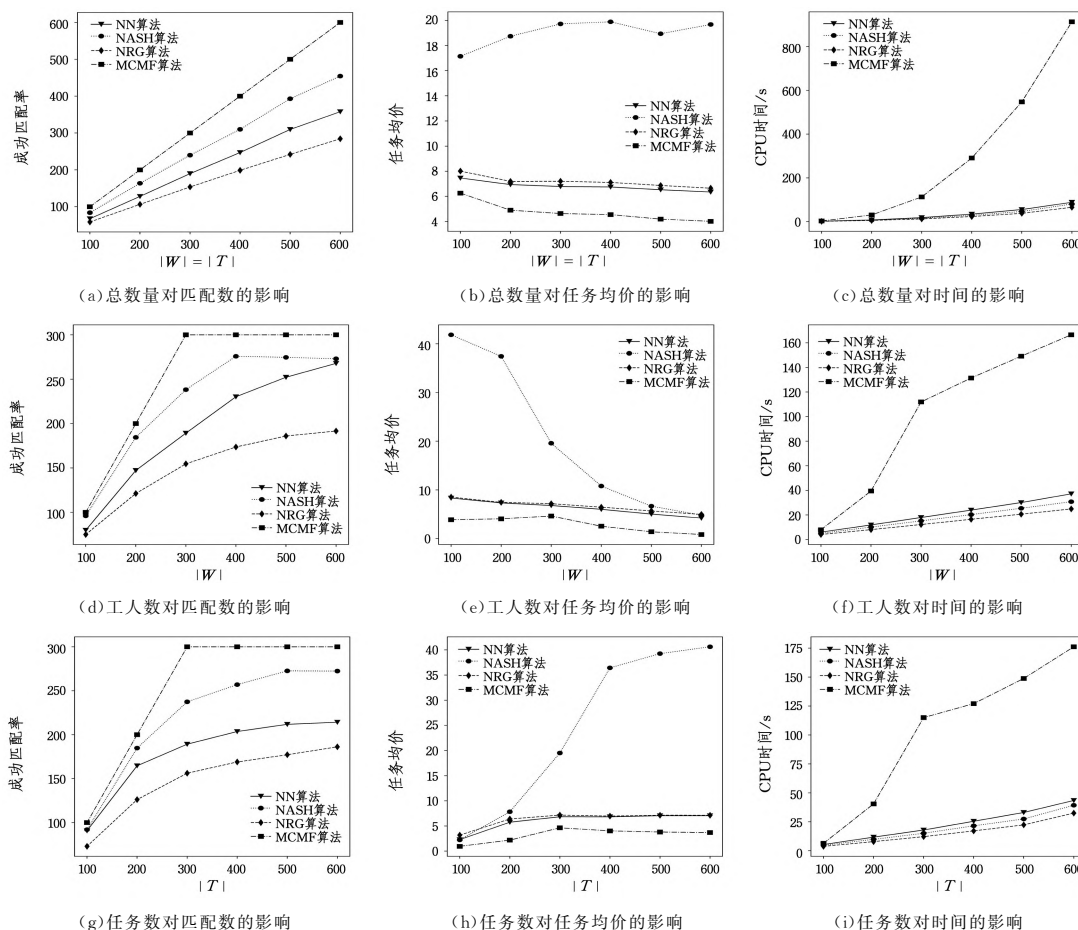 600
500
400
300
200
100
成功匹配率
NN算法
NASH算法
NRG算法
MCMF算法
100 200 300 400 500 600
|W|=|T|
(a)总数量对匹配数的影响
20
18
16
14
12
10
8
6
4
任务均价
NN算法
NASH算法
NRG算法
MCMF算法
100 200 300 400 500 600
|W|=|T|
(b)总数量对任务均价的影响
800
600
400
200
0
CPU时间/s
NN算法
NASH算法
NRG算法
MCMF算法
100 200 300 400 500 600
|W|=|T|
(c)总数量对时间的影响
300
250
200
150
100
成功匹配率
NN算法
NASH算法
NRG算法
MCMF算法
100 200 300 400 500 600
|W|
(d)工人数对匹配数的影响
40
30
20
10
0
任务均价
NN算法
NASH算法
NRG算法
MCMF算法
100 200 300 400 500 600
|W|
(e)工人数对任务均价的影响
160
140
120
100
80
60
40
20
0
CPU时间/s
NN算法
NASH算法
NRG算法
MCMF算法
100 200 300 400 500 600
|W|
(f)工人数对时间的影响
300
250
200
150
100
成功匹配率
NN算法
NASH算法
NRG算法
MCMF算法
100 200 300 400 500 600
|T|
(g)任务数对匹配数的影响
40
35
30
25
20
15
10
5
0
任务均价
NN算法
NASH算法
NRG算法
MCMF算法
100 200 300 400 500 600
|T|
(h)任务数对任务均价的影响
175
150
125
100
75
50
25
0
CPU时间/s
NN算法
NASH算法
NRG算法
MCMF算法
100 200 300 400 500 600
|T|
(i)任务数对时间的影响